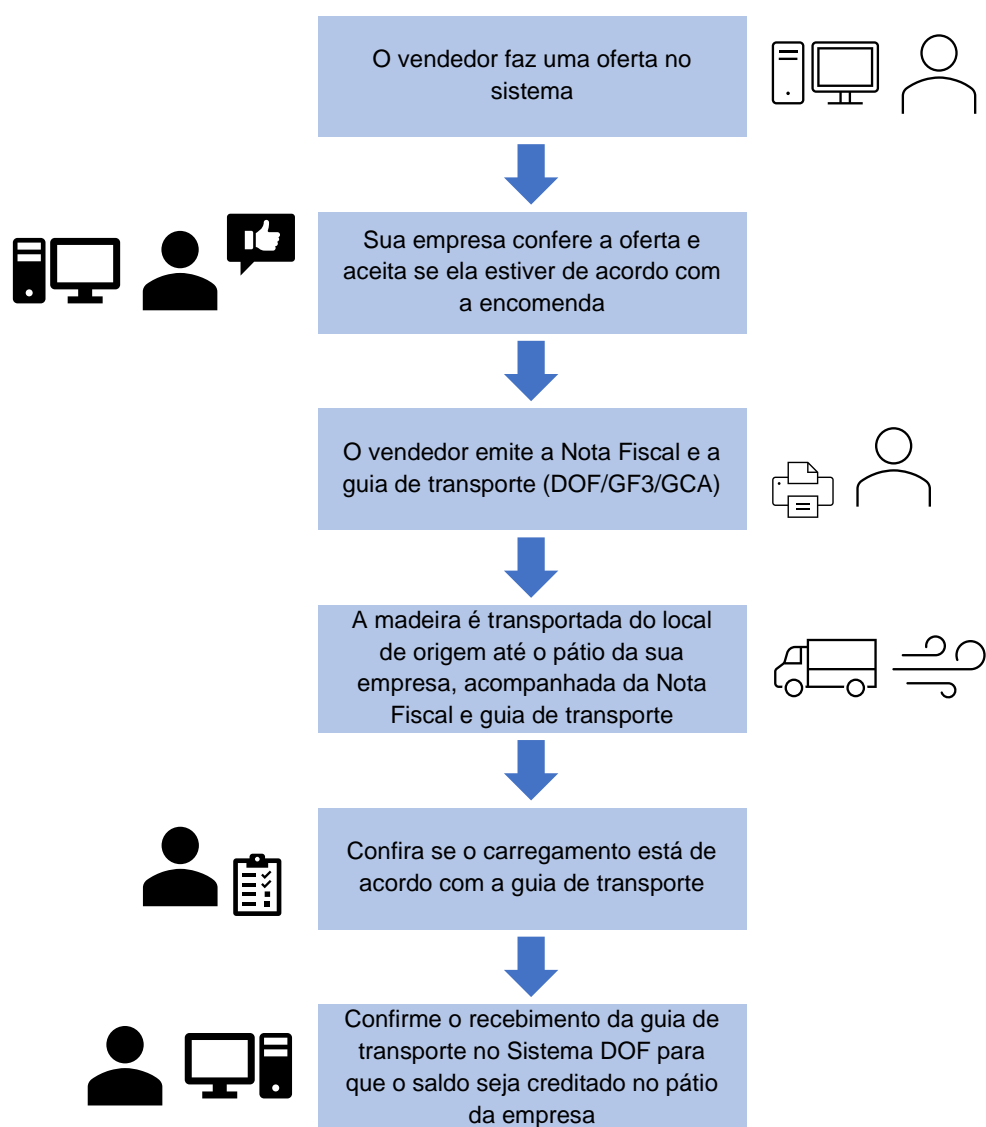 O vendedor faz uma oferta no
sistema
Sua empresa confere a oferta e
aceita se ela estiver de acordo com
a encomenda
O vendedor emite a Nota Fiscal e a
guia de transporte (DOF/GF3/GCA)
A madeira é transportada do local
de origem até o pátio da sua
empresa, acompanhada da Nota
Fiscal e guia de transporte
Confira se o carregamento está de
acordo com a guia de transporte
Confirme o recebimento da guia de
transporte no Sistema DOF para
que o saldo seja creditado no pátio
da empresa